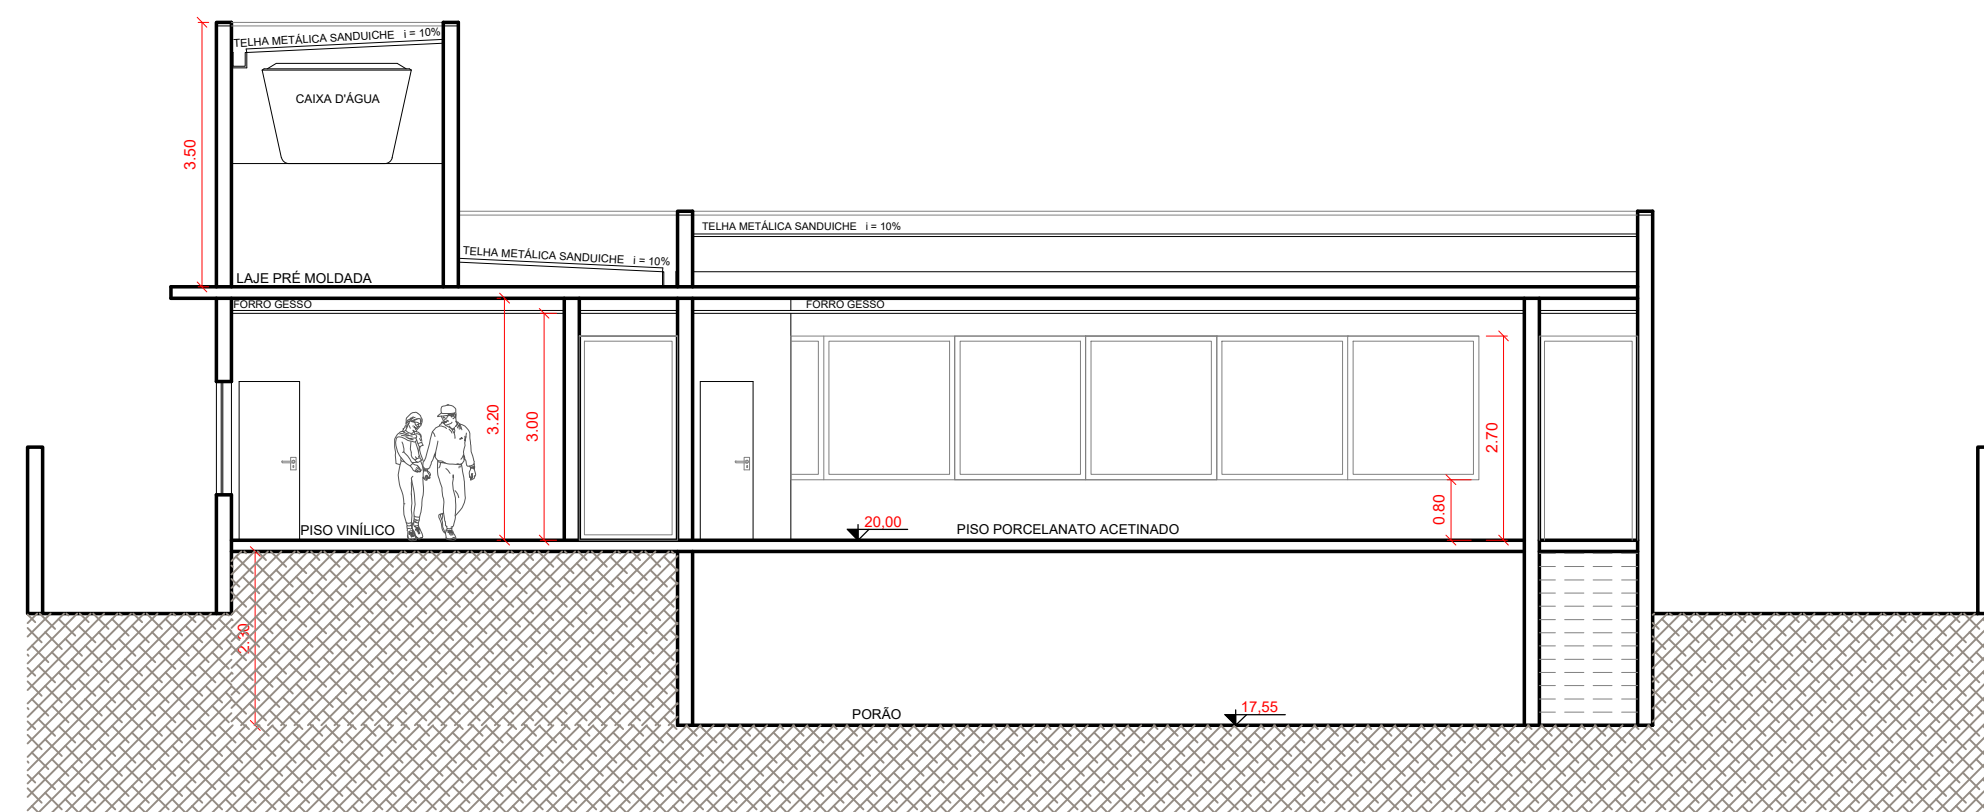 TELHA METÁLICA SANDUICHE i = 10%
CAIXA D'ÁGUA
3.50
TELHA METÁLICA SANDUICHE i = 10%
TELHA METÁLICA SANDUICHE i = 10%
LAJE PRÉ MOLDADA
FORRO GESSO
FORRO GESSO
3.20
3.00
2.70
0.80
PISO VINÍLICO
20,00
PISO PORCELANATO ACETINADO
2.30
PORÃO
17,55